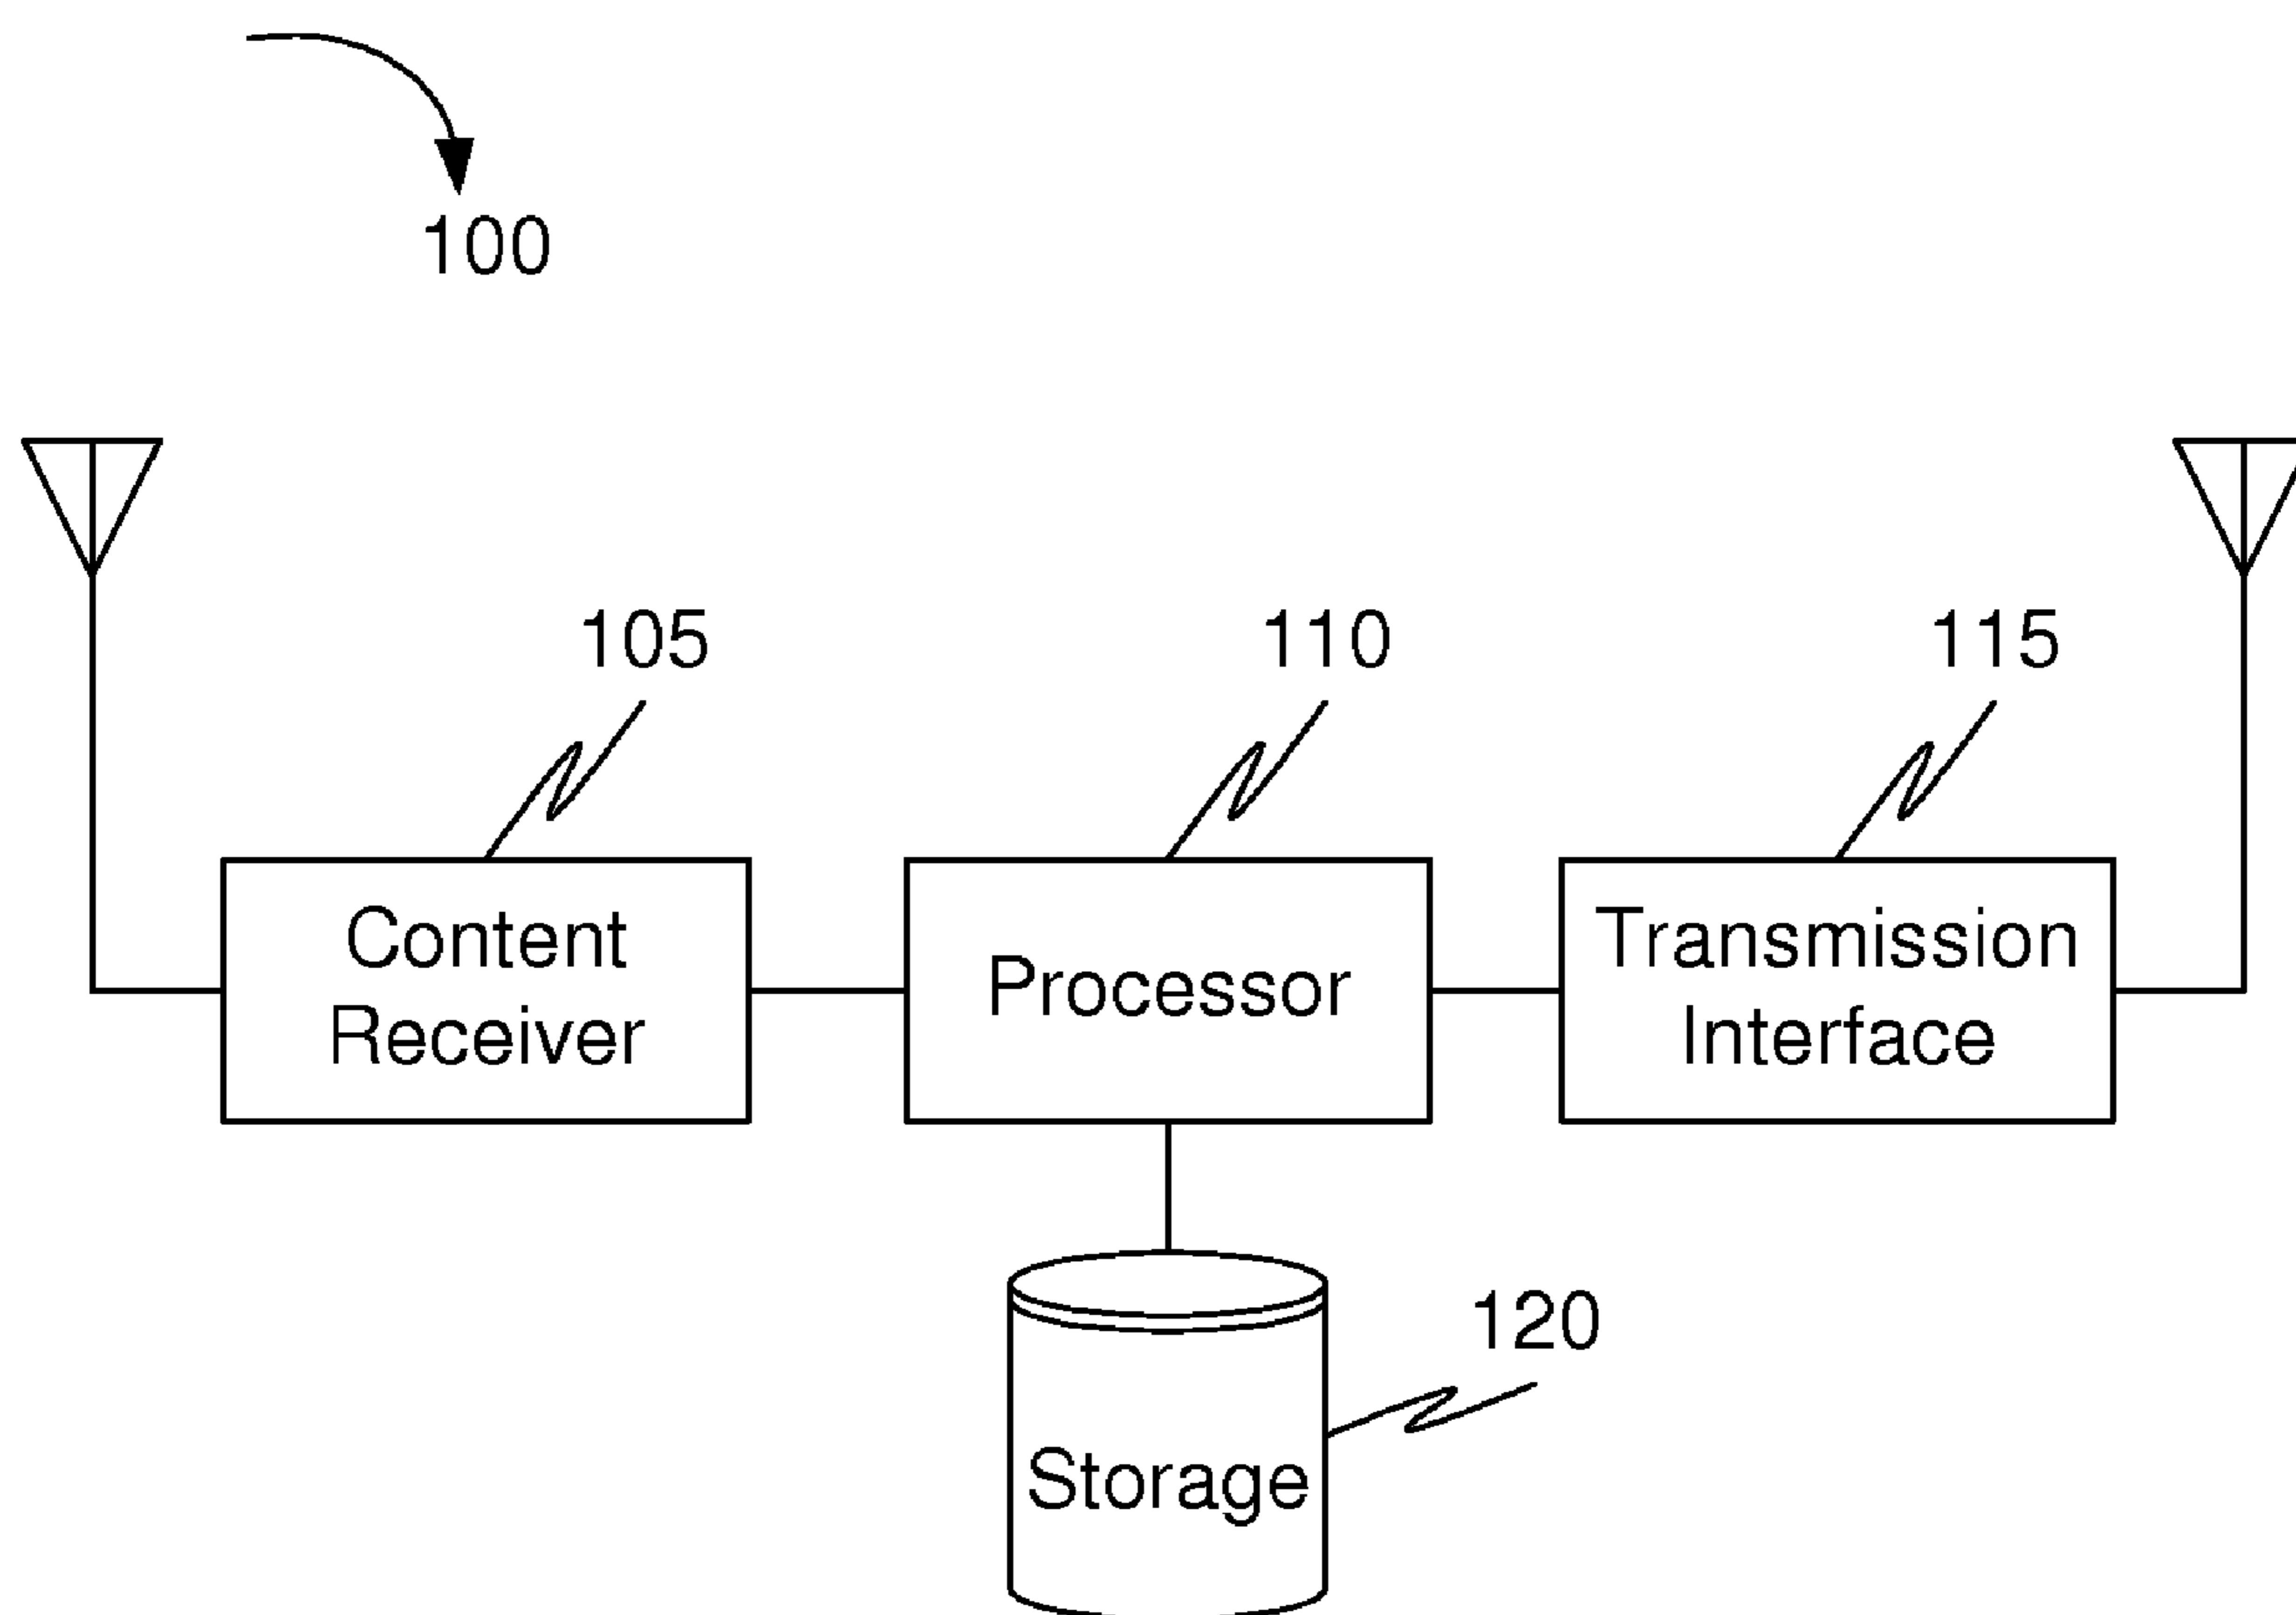 100
105
110
115
Content
Receiver
Processor
Transmission
Interface
120
Storage